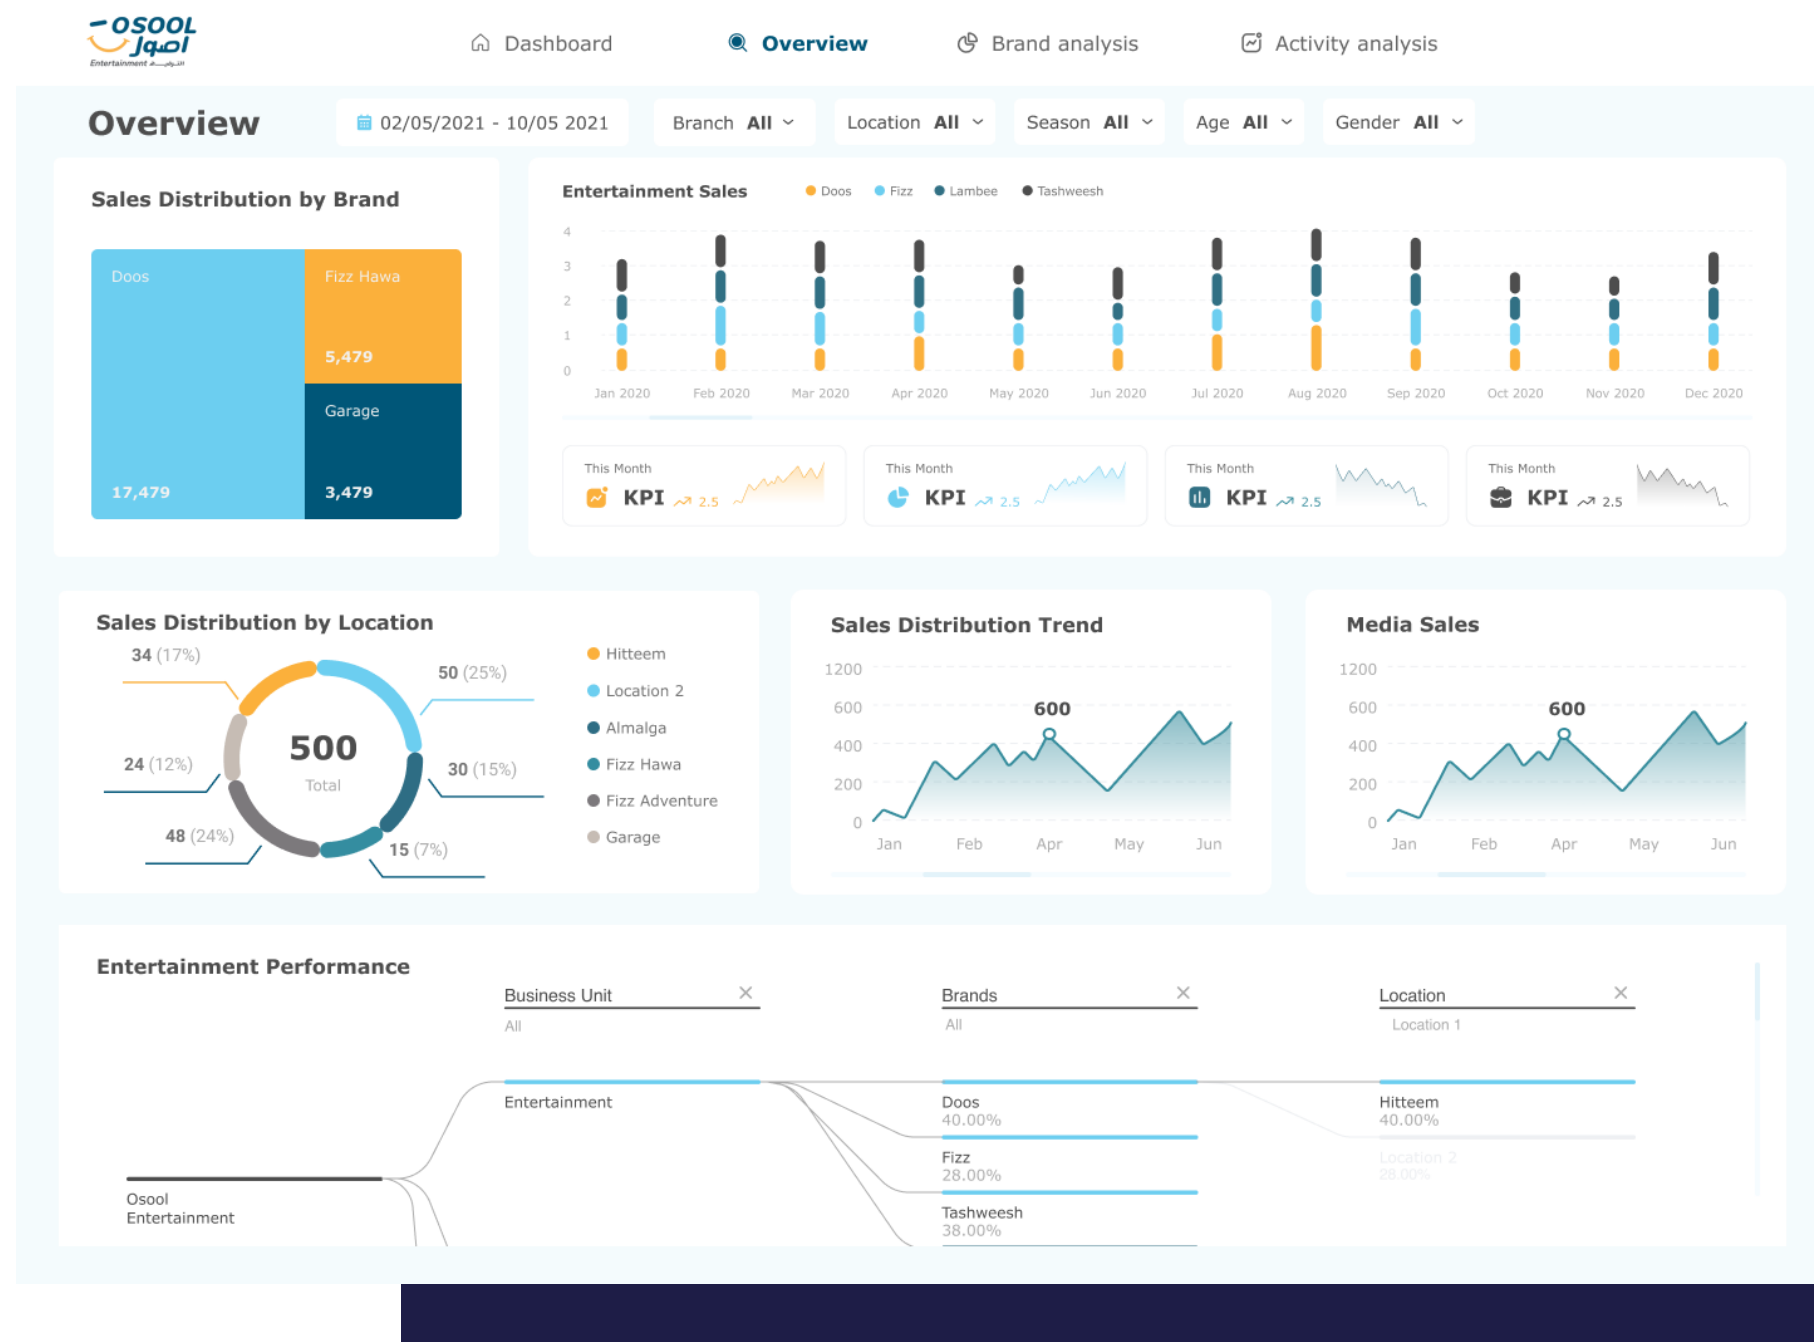 OSOOL
اصول
Entertainment الترفيهية
Dashboard
Overview
Brand analysis
Activity analysis
Overview
02/05/2021 - 10/05 2021
Branch All
Location All
Season All
Age All
Gender All
Sales Distribution by Brand
Doos
17,479
Fizz Hawa
5,479
Garage
3,479
Entertainment Sales
Doos
Fizz
Lambee
Tashweesh
4
3
2
1
0
Jan 2020
Feb 2020
Mar 2020
Apr 2020
May 2020
Jun 2020
Jul 2020
Aug 2020
Sep 2020
Oct 2020
Nov 2020
Dec 2020
This Month
KPI 2.5
This Month
KPI 2.5
This Month
KPI 2.5
This Month
KPI 2.5
Sales Distribution by Location
34 (17%)
50 (25%)
24 (12%)
30 (15%)
48 (24%)
15 (7%)
500
Total
Hitteem
Location 2
Almalga
Fizz Hawa
Fizz Adventure
Garage
Sales Distribution Trend
1200
600
400
200
0
600
Jan
Feb
Apr
May
Jun
Media Sales
1200
600
400
200
0
600
Jan
Feb
Apr
May
Jun
Entertainment Performance
Business Unit
All
Brands
All
Location
Location 1
Osool
Entertainment
Entertainment
Doos
40.00%
Fizz
28.00%
Tashweesh
38.00%
Hitteem
40.00%
Location 2
28.00%